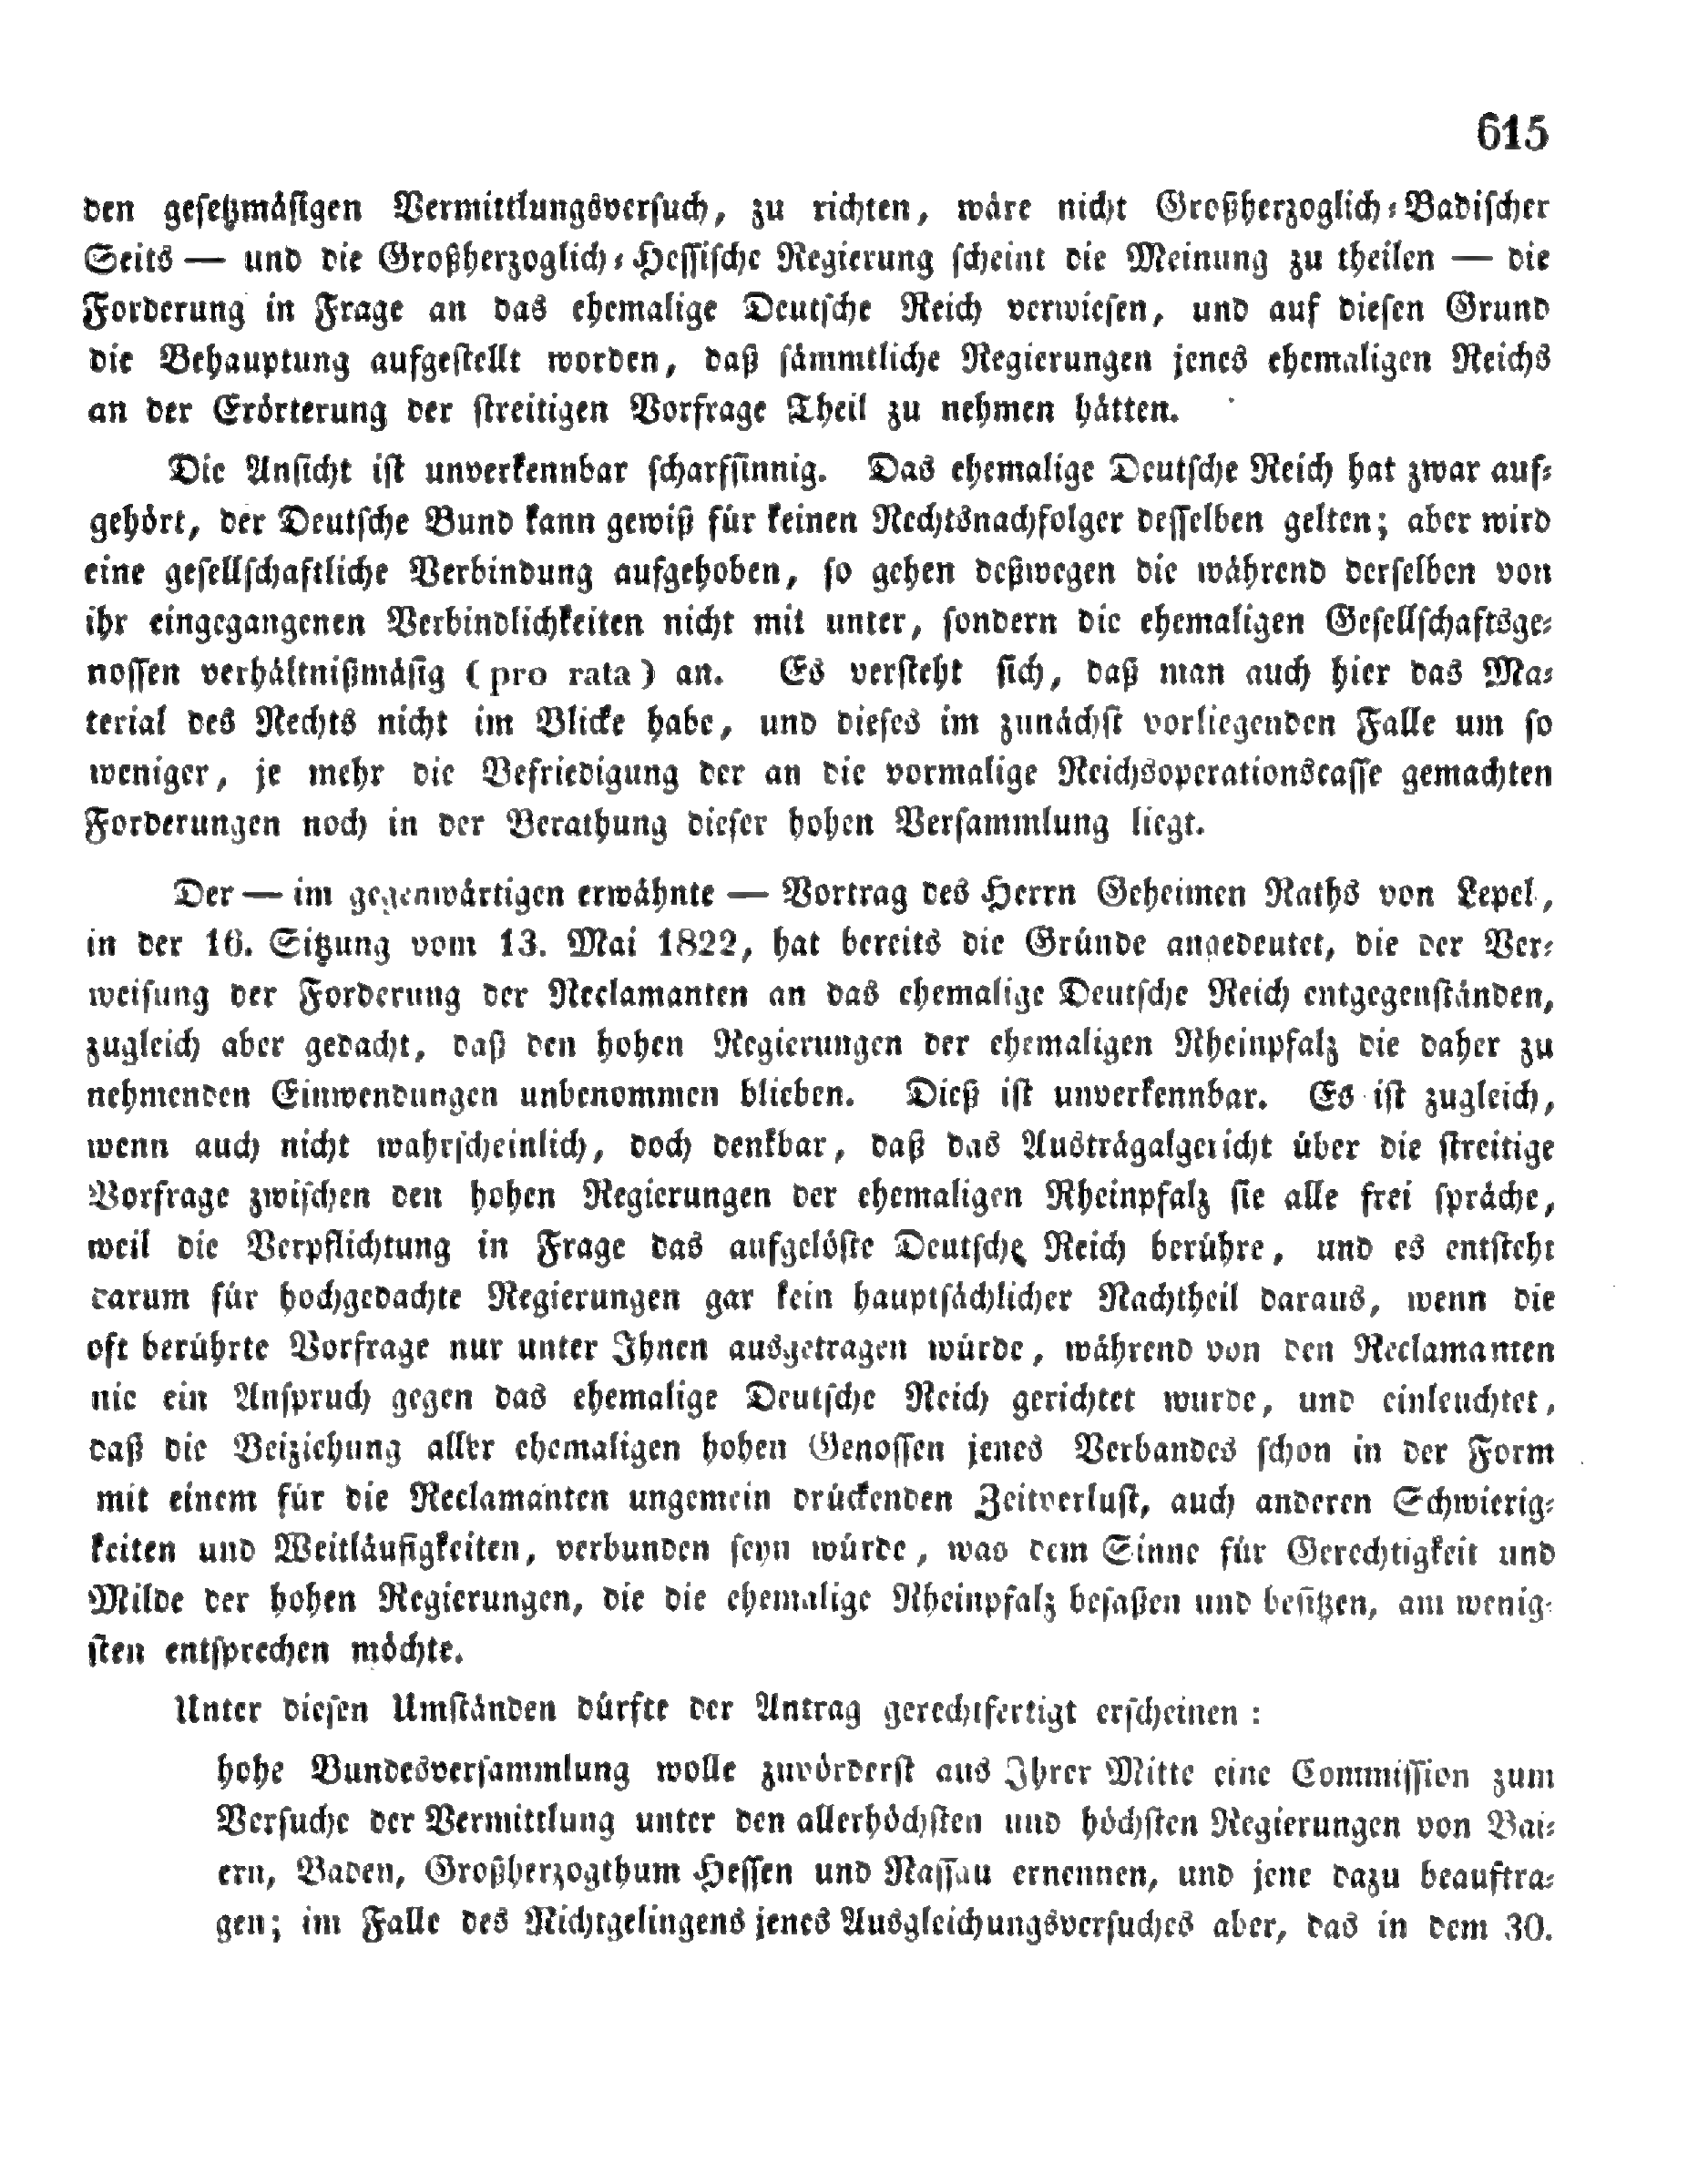 615
den gesetzmäsigen Vermittlungsversuch, zu richten, wäre nicht Großherzoglich-Badischer
Seits — und die Großherzoglich-Hessische Regierung scheint die Meinung zu theilen — die
Forderung in Frage an das ehemalige Deutsche Reich verwiesen, und auf diesen Grund
die Behauptung aufgestellt worden, daß sämmtliche Regierungen jenes ehemaligen Reichs
an der Erörterung der streitigen Vorfrage Theil zu nehmen hätten.
Die Ansicht ist unverkennbar scharfsinnig. Das ehemalige Deutsche Reich hat zwar auf-
gehört, der Deutsche Bund kann gewiß für keinen Rechtsnachfolger desselben gelten; aber wird
eine gesellschaftliche Verbindung aufgehoben, so gehen deßwegen die während derselben von
ihr eingegangenen Verbindlichkeiten nicht mit unter, sondern die ehemaligen Gesellschaftsge-
nossen verhältnißmäsig (pro rata) an. Es versteht sich, daß man auch hier das Ma-
terial des Rechts nicht im Blicke habe, und dieses im zunächst vorliegenden Falle um so
weniger, je mehr die Befriedigung der an die vormalige Reichsoperationscasse gemachten
Forderungen noch in der Berathung dieser hohen Versammlung liegt.
Der — im gegenwärtigen erwähnte — Vortrag des Herrn Geheimen Raths von Lepel,
in der 16. Sitzung vom 13. Mai 1822, hat bereits die Gründe angedeutet, die der Ver-
weisung der Forderung der Reclamanten an das ehemalige Deutsche Reich entgegenständen,
zugleich aber gedacht, daß den hohen Regierungen der ehemaligen Rheinpfalz die daher zu
nehmenden Einwendungen unbenommen blieben. Dieß ist unverkennbar. Es ist zugleich,
wenn auch nicht wahrscheinlich, doch denkbar, daß das Austrägalgericht über die streitige
Vorfrage zwischen den hohen Regierungen der ehemaligen Rheinpfalz sie alle frei spräche,
weil die Verpflichtung in Frage das aufgelöste Deutsche Reich berühre, und es entsteht
darum für hochgedachte Regierungen gar kein hauptsächlicher Nachtheil daraus, wenn die
oft berührte Vorfrage nur unter Ihnen ausgetragen würde, während von den Reclamanten
nie ein Anspruch gegen das ehemalige Deutsche Reich gerichtet wurde, und einleuchtet,
daß die Beiziehung aller ehemaligen hohen Genossen jenes Verbandes schon in der Form
mit einem für die Reclamanten ungemein drückenden Zeitverlust, auch anderen Schwierig-
keiten und Weitläufigkeiten, verbunden seyn würde, was dem Sinne für Gerechtigkeit und
Milde der hohen Regierungen, die die ehemalige Rheinpfalz besaßen und besitzen, am wenig-
sten entsprechen möchte.
Unter diesen Umständen dürfte der Antrag gerechtfertigt erscheinen:
hohe Bundesversammlung wolle zuvörderst aus Ihrer Mitte eine Commission zum
Versuche der Vermittlung unter den allerhöchsten und höchsten Regierungen von Bai-
ern, Baden, Großherzogthum Hessen und Nassau ernennen, und jene dazu beauftra-
gen; im Falle des Nichtgelingens jenes Ausgleichungsversuches aber, das in dem 30.